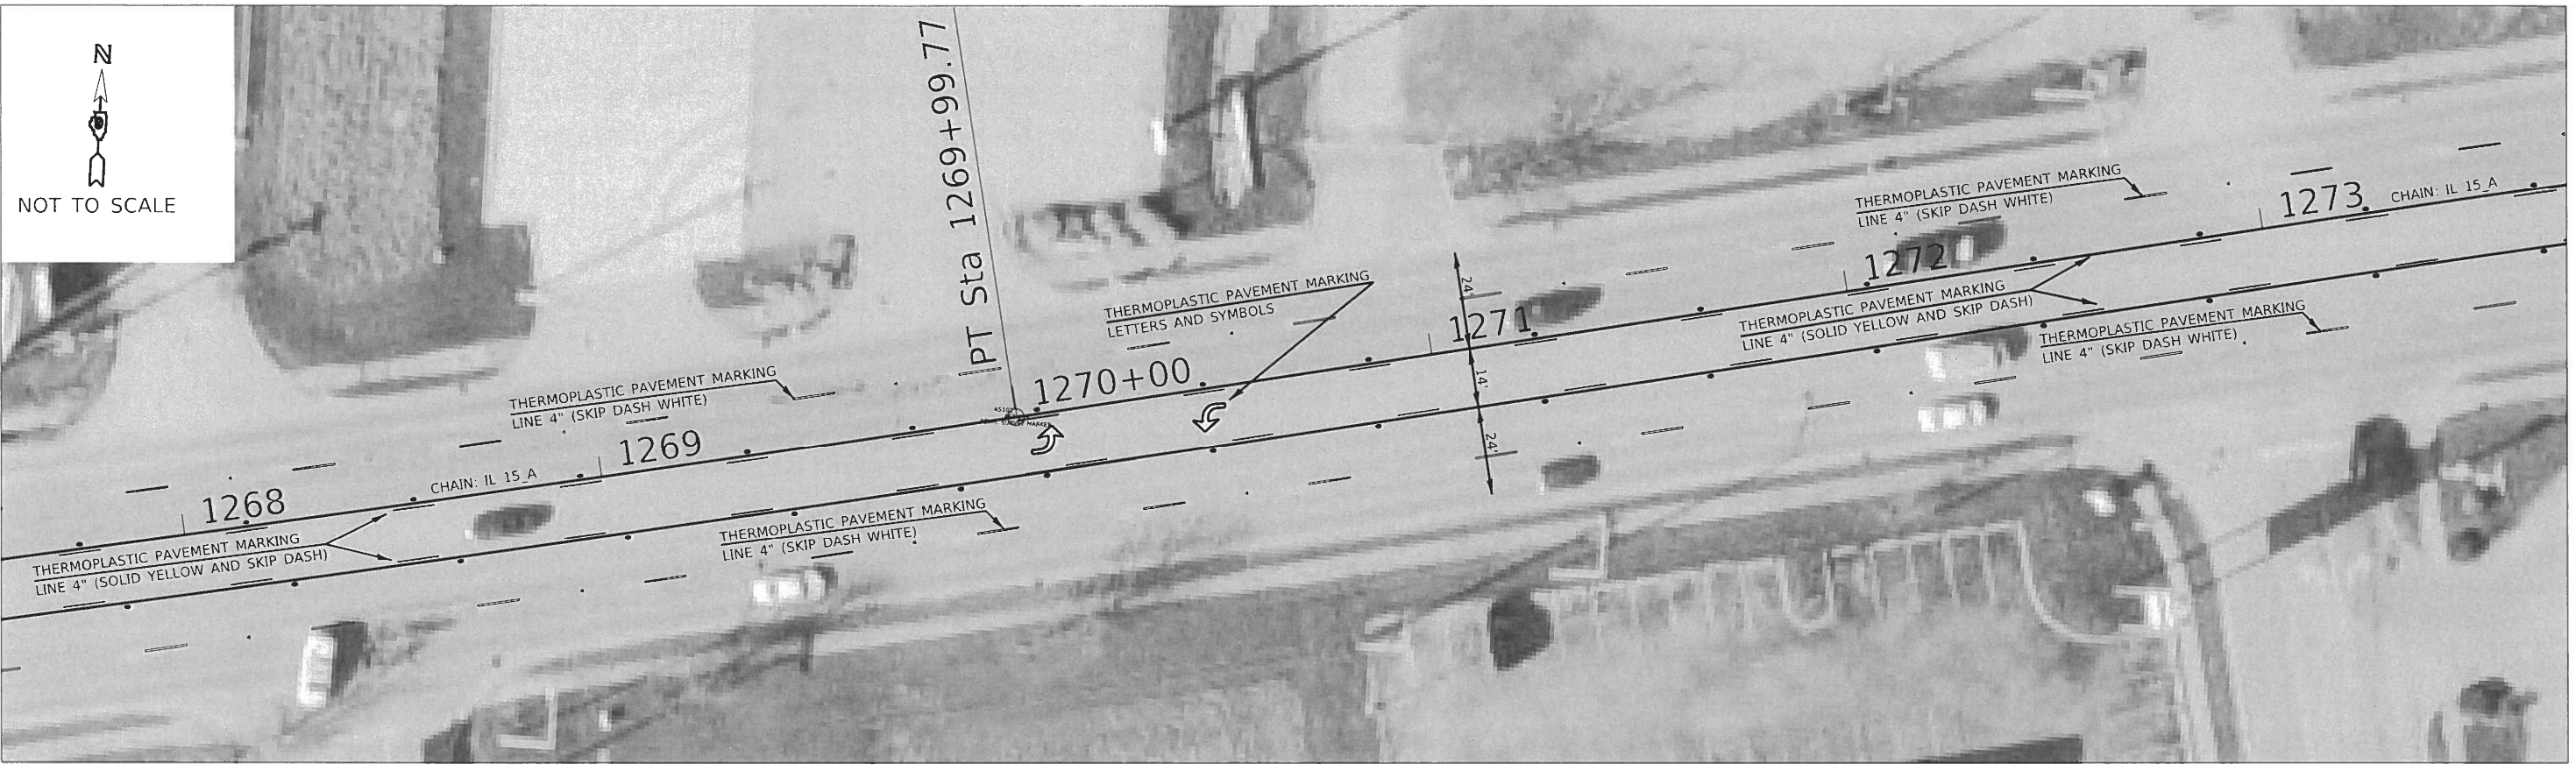 N
NOT TO SCALE
PT Sta 1269+99.77
THERMOPLASTIC PAVEMENT MARKING
LINE 4" (SKIP DASH WHITE)
1273
CHAIN: IL 15_A
1272
THERMOPLASTIC PAVEMENT MARKING
LETTERS AND SYMBOLS
24'
1271
THERMOPLASTIC PAVEMENT MARKING
LINE 4" (SOLID YELLOW AND SKIP DASH)
THERMOPLASTIC PAVEMENT MARKING
LINE 4" (SKIP DASH WHITE)
14'
1270+00
THERMOPLASTIC PAVEMENT MARKING
LINE 4" (SKIP DASH WHITE)
24'
1269
CHAIN: IL 15_A
1268
THERMOPLASTIC PAVEMENT MARKING
LINE 4" (SKIP DASH WHITE)
THERMOPLASTIC PAVEMENT MARKING
LINE 4" (SOLID YELLOW AND SKIP DASH)